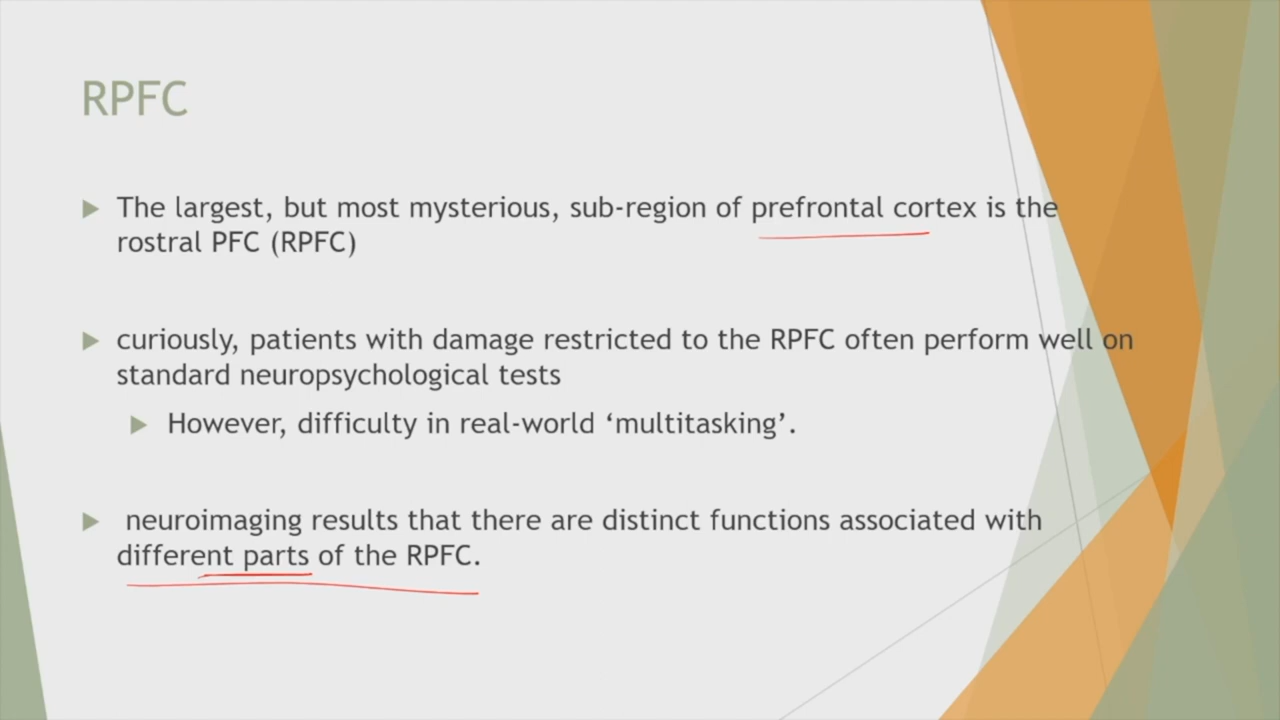 RPFC
The largest, but most mysterious, sub-region of prefrontal cortex is the
rostral PFC (RPFC)
curiously, patients with damage restricted to the RPFC often perform well on
standard neuropsychological tests
However, difficulty in real-world ‘multitasking’.
neuroimaging results that there are distinct functions associated with
different parts of the RPFC.